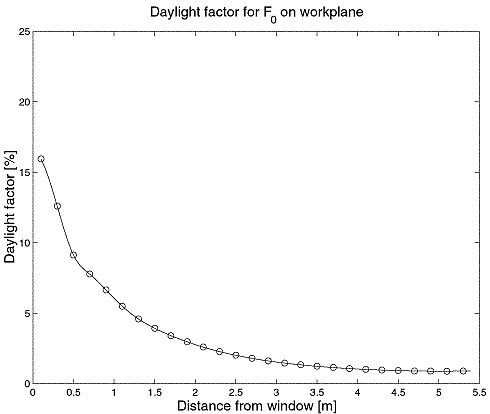 Daylight factor for F0 on workplane
25
20
15
10
5
0
Daylight factor [%]
0 0.5 1 1.5 2 2.5 3 3.5 4 4.5 5 5.5
Distance from window [m]